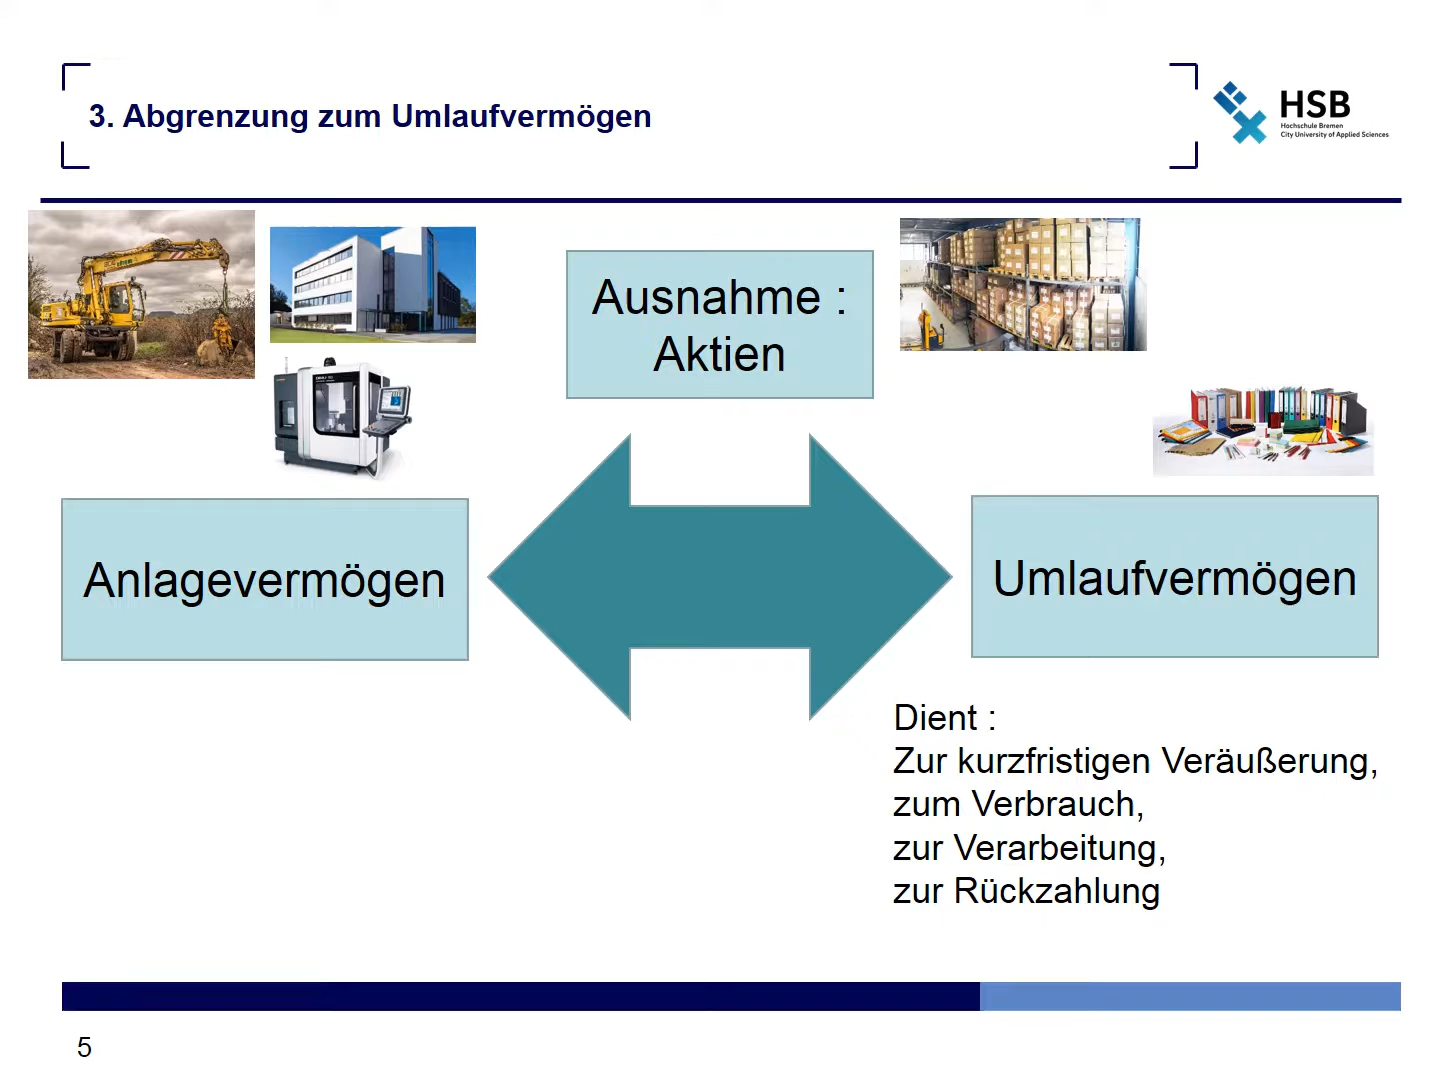 3. Abgrenzung zum Umlaufvermögen
HSB
Hochschule Bremen
City University of Applied Sciences
Ausnahme :
Aktien
Anlagevermögen
Umlaufvermögen
Dient :
Zur kurzfristigen Veräußerung,
zum Verbrauch,
zur Verarbeitung,
zur Rückzahlung
5